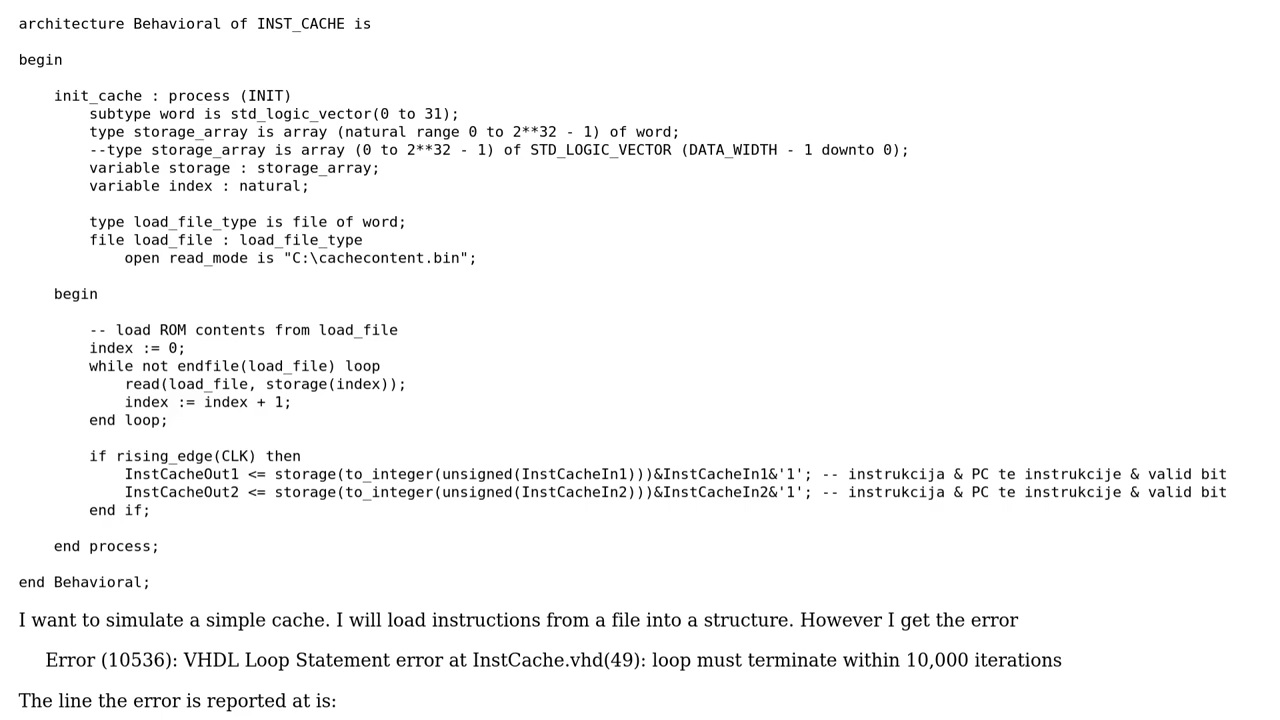 architecture Behavioral of INST_CACHE is
begin
init_cache : process (INIT)
subtype word is std_logic_vector(0 to 31);
type storage_array is array (natural range 0 to 2**32 - 1) of word;
--type storage_array is array (0 to 2**32 - 1) of STD_LOGIC_VECTOR (DATA_WIDTH - 1 downto 0);
variable storage : storage_array;
variable index : natural;
type load_file_type is file of word;
file load_file : load_file_type
open read_mode is "C:\cachecontent.bin";
begin
-- load ROM contents from load_file
index := 0;
while not endfile(load_file) loop
read(load_file, storage(index));
index := index + 1;
end loop;
if rising_edge(CLK) then
InstCacheOut1 <= storage(to_integer(unsigned(InstCacheIn1)))&InstCacheIn1&'1'; -- instrukcija & PC te instrukcije & valid bit
InstCacheOut2 <= storage(to_integer(unsigned(InstCacheIn2)))&InstCacheIn2&'1'; -- instrukcija & PC te instrukcije & valid bit
end if;
end process;
end Behavioral;
I want to simulate a simple cache. I will load instructions from a file into a structure. However I get the error
Error (10536): VHDL Loop Statement error at InstCache.vhd(49): loop must terminate within 10,000 iterations
The line the error is reported at is: